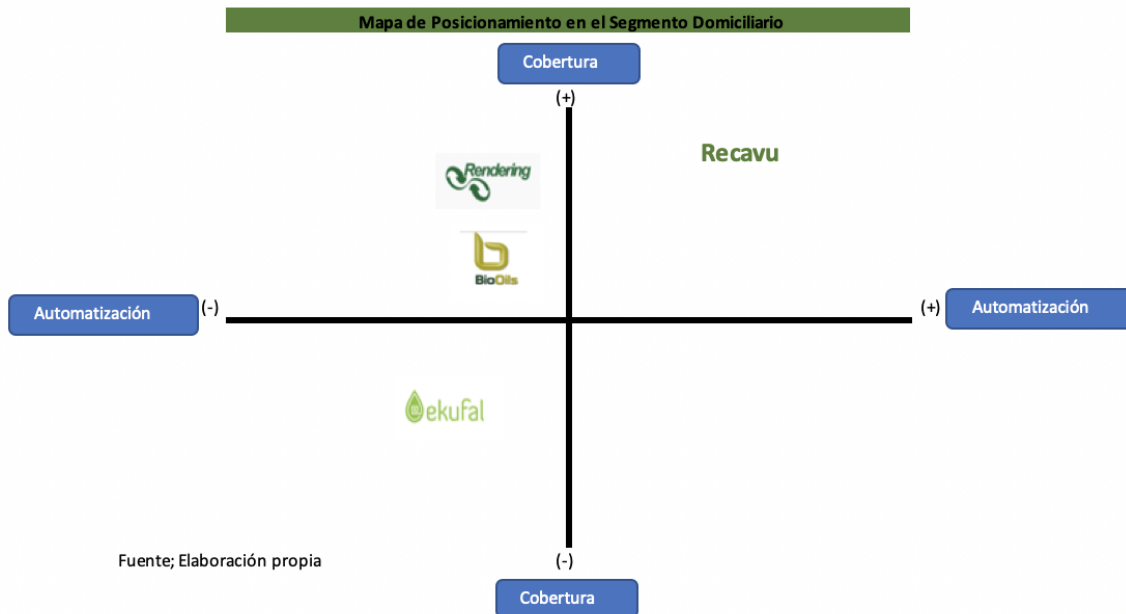 Mapa de Posicionamiento en el Segmento Domiciliario
Cobertura
(+)
Recavu
Rendering
BioOils
Automatización
(-)
(+)
Automatización
ekufal
Fuente; Elaboración propia
(-)
Cobertura